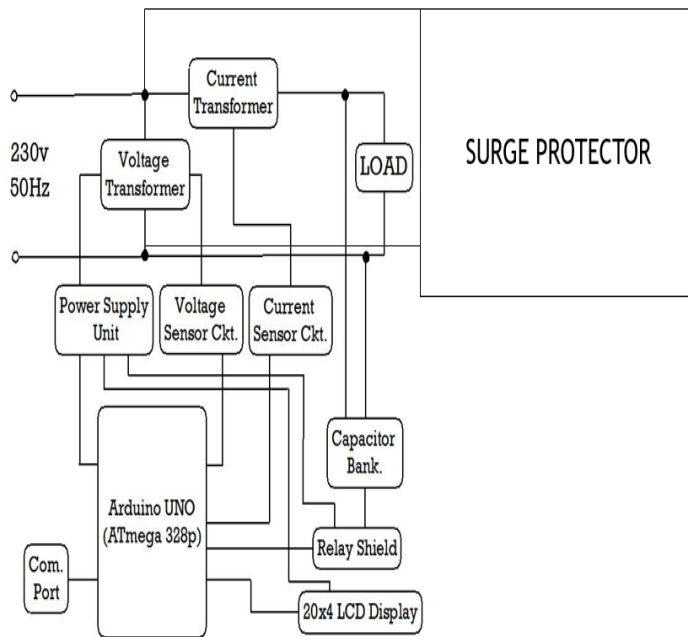 Current
Transformer
230v
50Hz
Voltage
Transformer
LOAD
SURGE PROTECTOR
Power Supply
Unit
Voltage
Sensor Ckt.
Current
Sensor Ckt.
Capacitor
Bank.
Arduino UNO
(ATmega 328p)
Relay Shield
Com.
Port
20x4 LCD Display